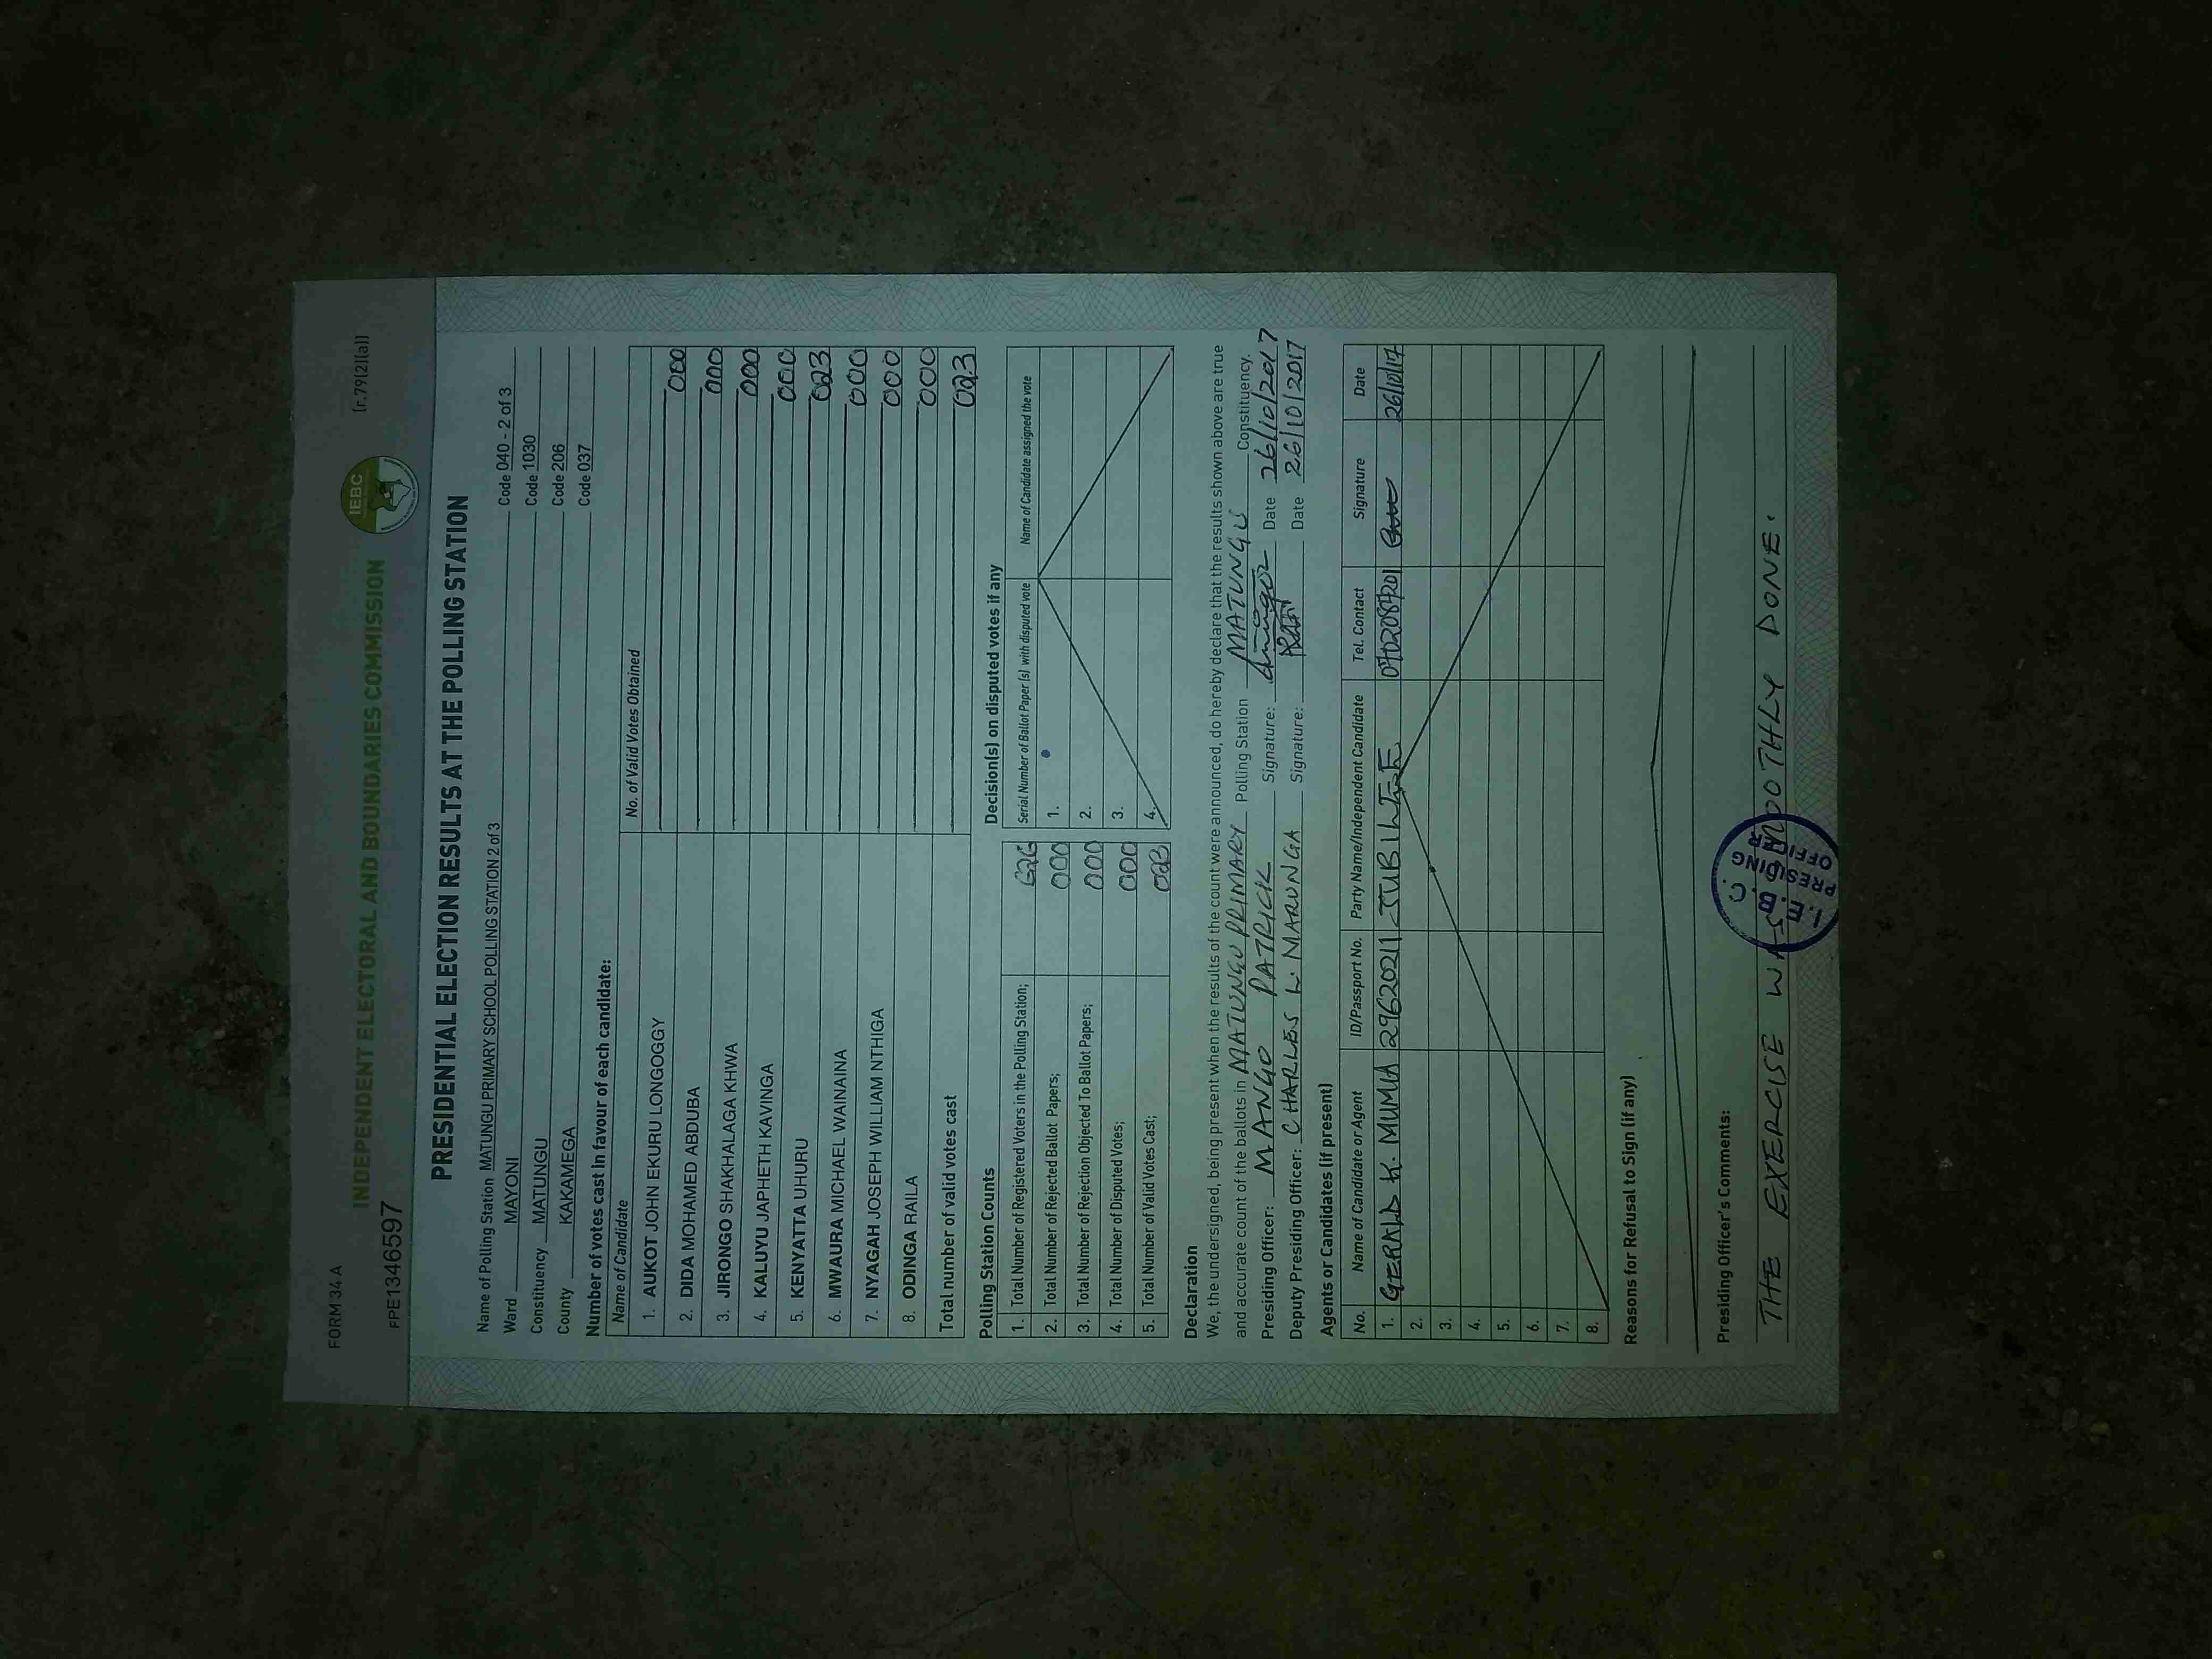 FORM 34 A
(r.79(2)(a))
INDEPENDENT ELECTORAL AND BOUNDARIES COMMISSION
IEBC
FPE1346597
PRESIDENTIAL ELECTION RESULTS AT THE POLLING STATION
Name of Polling Station MATUNGU PRIMARY SCHOOL POLLING STATION 2 of 3 Code 040 - 2 of 3
Ward MAYONI Code 1030
Constituency MATUNGU Code 206
County KAKAMEGA Code 037
Number of votes cast in favour of each candidate:
Name of Candidate No. of Valid Votes Obtained
1. AUKOT JOHN EKURU LONGOGGY 000
2. DIDA MOHAMED ABDUBA 000
3. JIRONGO SHAKHALAGA KHWA 000
4. KALUYU JAPHETH KAVINGA 000
5. KENYATTA UHURU 023
6. MWAURA MICHAEL WAINAINA 000
7. NYAGAH JOSEPH WILLIAM NTHIGA 000
8. ODINGA RAILA 000
Total number of valid votes cast 023
Polling Station Counts
1. Total Number of Registered Voters in the Polling Station;
2. Total Number of Rejected Ballot Papers; 000
3. Total Number of Rejection Objected To Ballot Papers; 000
4. Total Number of Disputed Votes; 000
5. Total Number of Valid Votes Cast; 023
Decision(s) on disputed votes if any
Serial Number of Ballot Paper (s) with disputed vote Name of Candidate assigned the vote
1.
2.
3.
4.
Declaration
We, the undersigned, being present when the results of the count were announced, do hereby declare that the results shown above are true
and accurate count of the ballots in MATUNGU PRIMARY Polling Station MATUNGU Constituency.
Presiding Officer: MANGO PATRICK Signature: Date 26/10/2017
Deputy Presiding Officer: CHARLES W. MARUNGA Signature: Date 26/10/2017
Agents or Candidates (if present)
No. Name of Candidate or Agent ID/Passport No. Party Name/Independent Candidate Tel. Contact Signature Date
1. GERALD K. MUMIA 29620211 JUBILEE 26/10/17
2.
3.
4.
5.
6.
7.
8.
Reasons for Refusal to Sign (if any)
Presiding Officer's Comments:
THE EXERCISE WAS SMOOTHLY DONE.
I.E.B.C.
PRESIDING
OFFICER